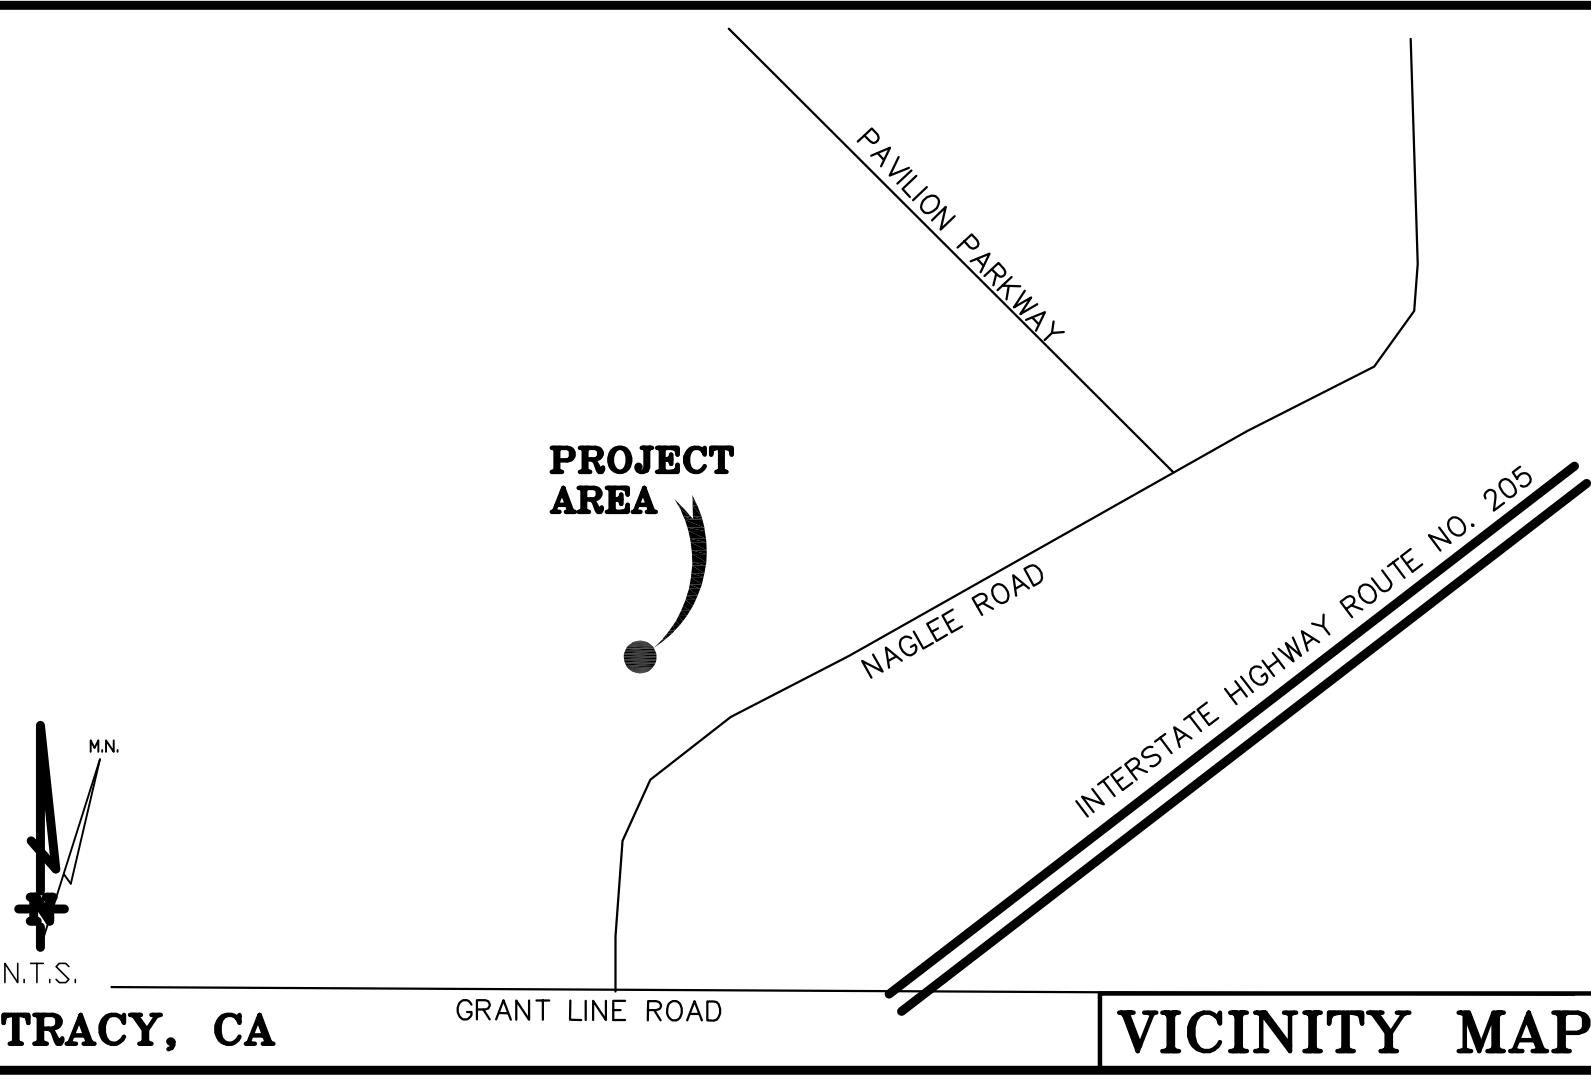 PAVILION PARKWAY
PROJECT
AREA
INTERSTATE HIGHWAY ROUTE NO. 205
NAGLEE ROAD
M.N.
N
N.T.S.
GRANT LINE ROAD
TRACY, CA
VICINITY MAP